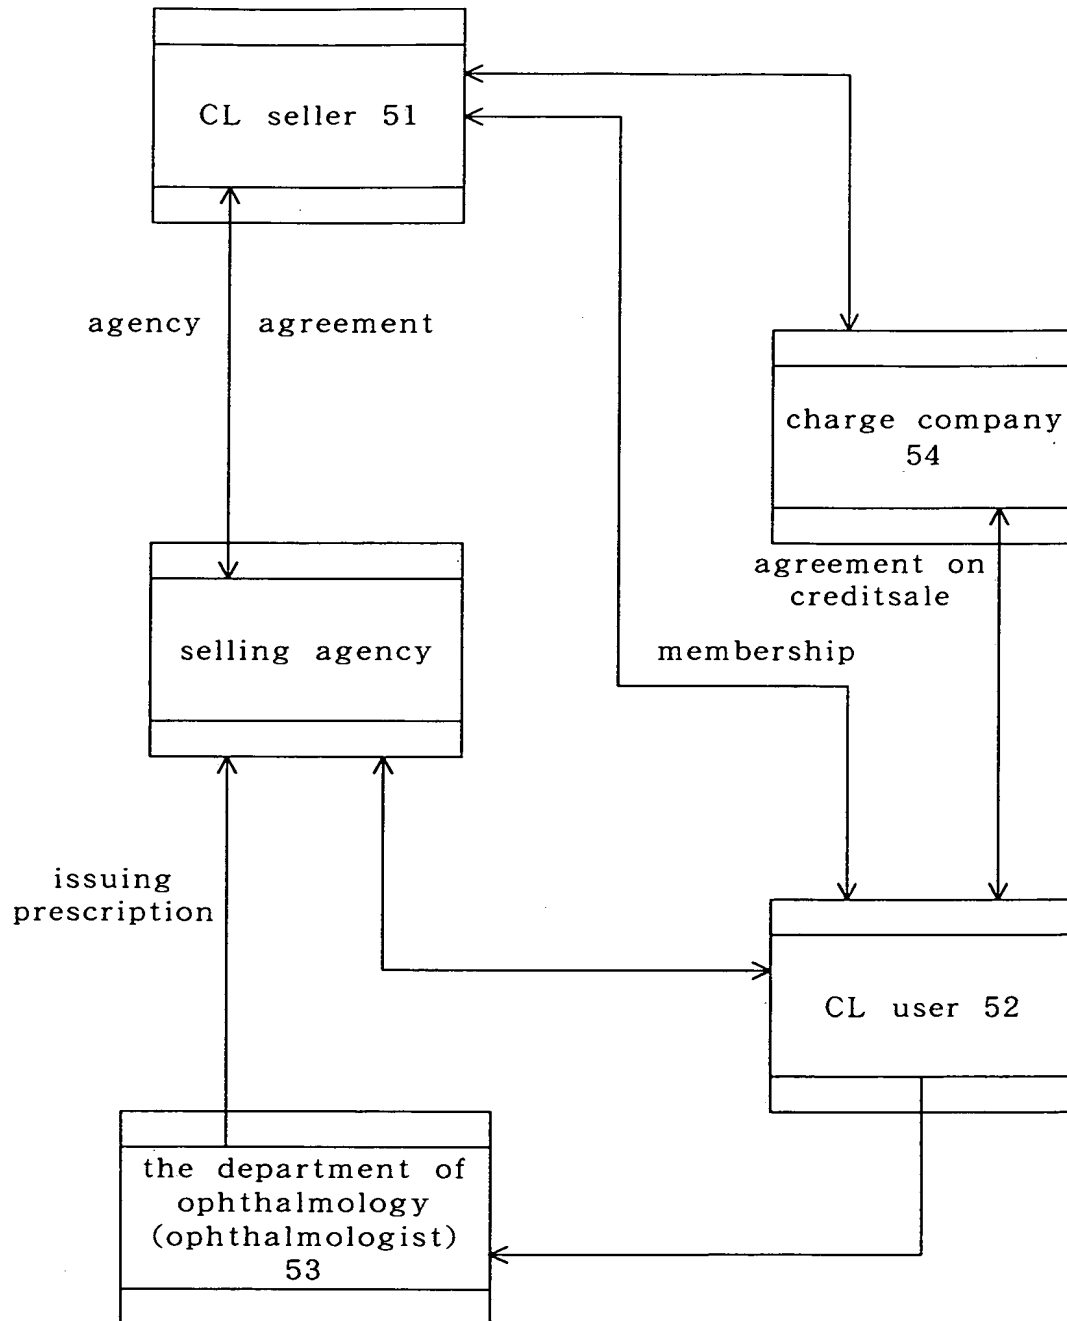 CL seller 51
agency agreement
charge company
54
agreement on
creditsale
selling agency
membership
issuing
prescription
CL user 52
the department of
ophthalmology
(ophthalmologist)
53